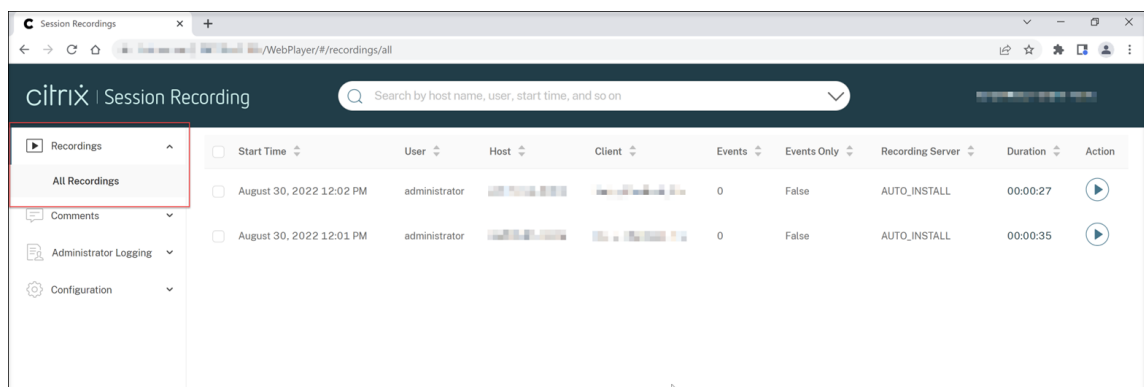 Session Recordings
/WebPlayer/#/recordings/all
citrix | Session Recording
Search by host name, user, start time, and so on
Recordings
All Recordings
Comments
Administrator Logging
Configuration
Start Time User Host Client Events Events Only Recording Server Duration Action
August 30, 2022 12:02 PM administrator 0 False AUTO_INSTALL 00:00:27
August 30, 2022 12:01 PM administrator 0 False AUTO_INSTALL 00:00:35